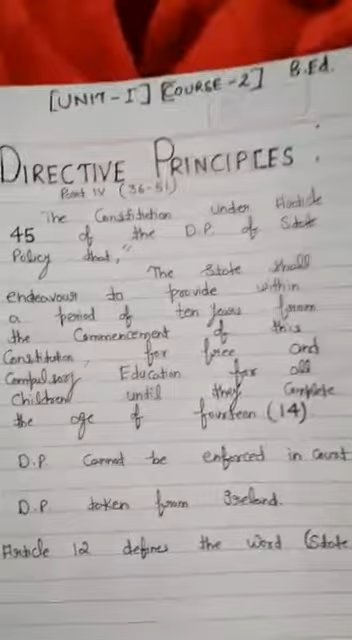 [UNIT-I] [COURSE-2] B.Ed.
DIRECTIVE PRINCIPLES.
Part IV (36-51)
The Constitution under Article
45 of the D.P. of State
Policy that, "
The State shall
endeavour to provide within
a period of ten years from
the Commencement of this
Constitution, for free and
Compulsory Education for all
Children until they Complete
the age of fourteen (14)
D.P Cannot be enforced in Court
D.P taken from Ireland.
Article 12 defines the word (State